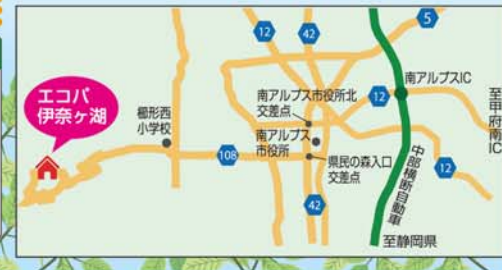 エコパ
伊奈ヶ湖
櫛形西
小学校
108
12
42
5
南アルプス市役所北
交差点
南アルプス
市役所
県民の森入口
交差点
42
12
南アルプスIC
至甲府南IC
12
中部横断自動車
至静岡県